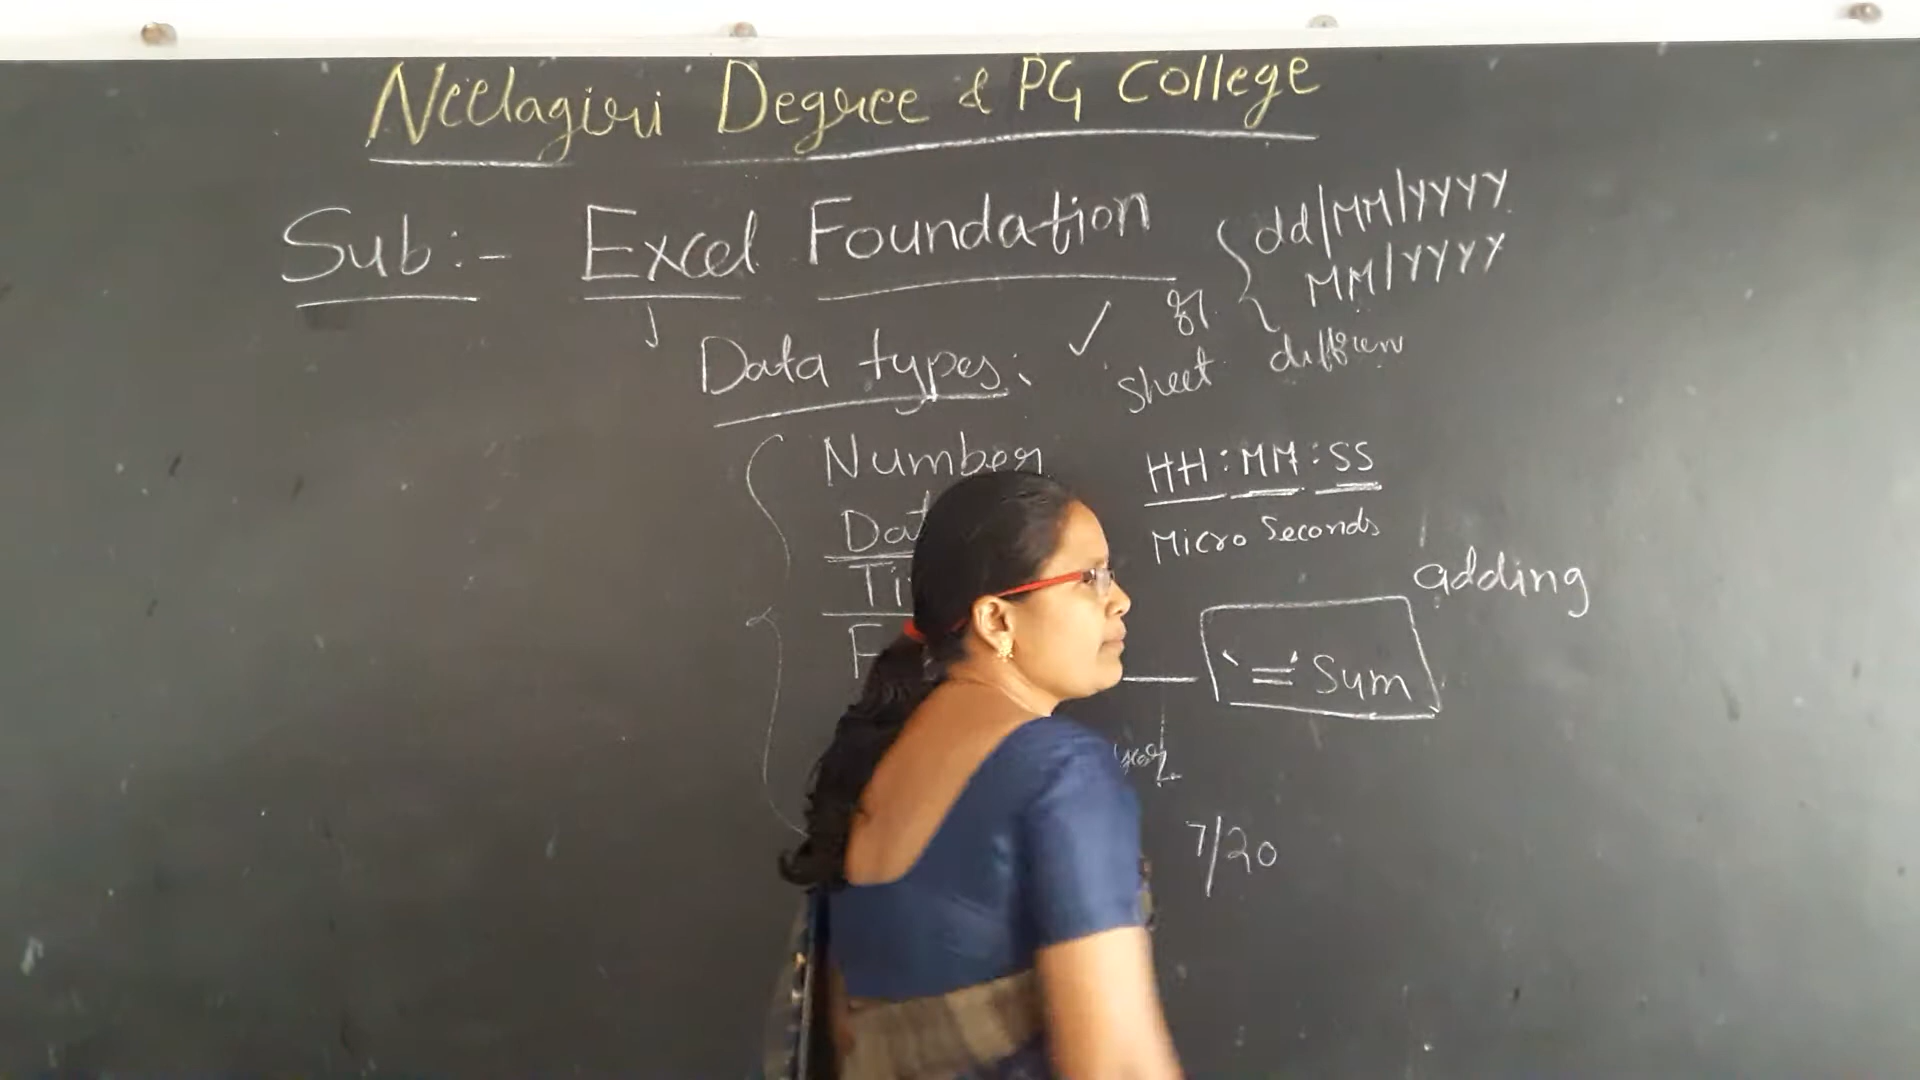 Neelagiri Degree & PG College
Sub:- Excel Foundation
dd/MM/YYYY
MM/YYYY
Data types:
or
sheet differen
Number
HH:MM:SS
Dat
Micro Seconds
Ti
adding
F
'=' Sum
7/20